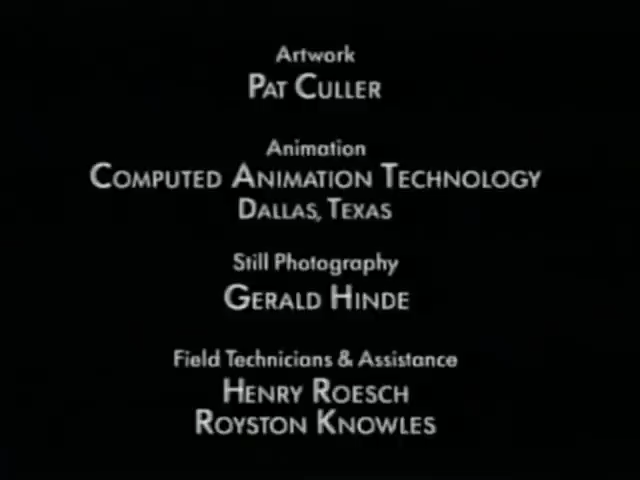 Artwork
PAT CULLER
Animation
COMPUTED ANIMATION TECHNOLOGY
DALLAS, TEXAS
Still Photography
GERALD HINDE
Field Technicians & Assistance
HENRY ROESCH
ROYSTON KNOWLES